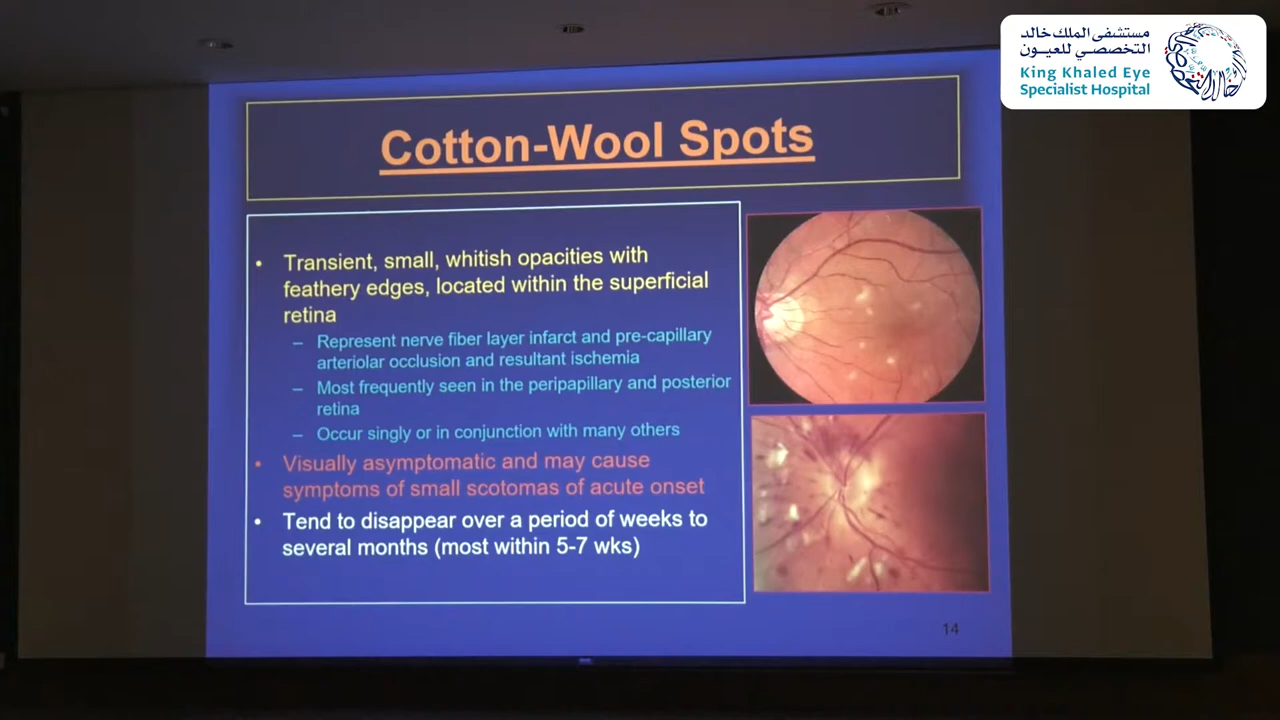 مستشفى الملك خالد
التخصصي للعيون
King Khaled Eye
Specialist Hospital
Cotton-Wool Spots
• Transient, small, whitish opacities with
feathery edges, located within the superficial
retina
– Represent nerve fiber layer infarct and pre-capillary
arteriolar occlusion and resultant ischemia
– Most frequently seen in the peripapillary and posterior
retina
– Occur singly or in conjunction with many others
• Visually asymptomatic and may cause
symptoms of small scotomas of acute onset
• Tend to disappear over a period of weeks to
several months (most within 5-7 wks)
14